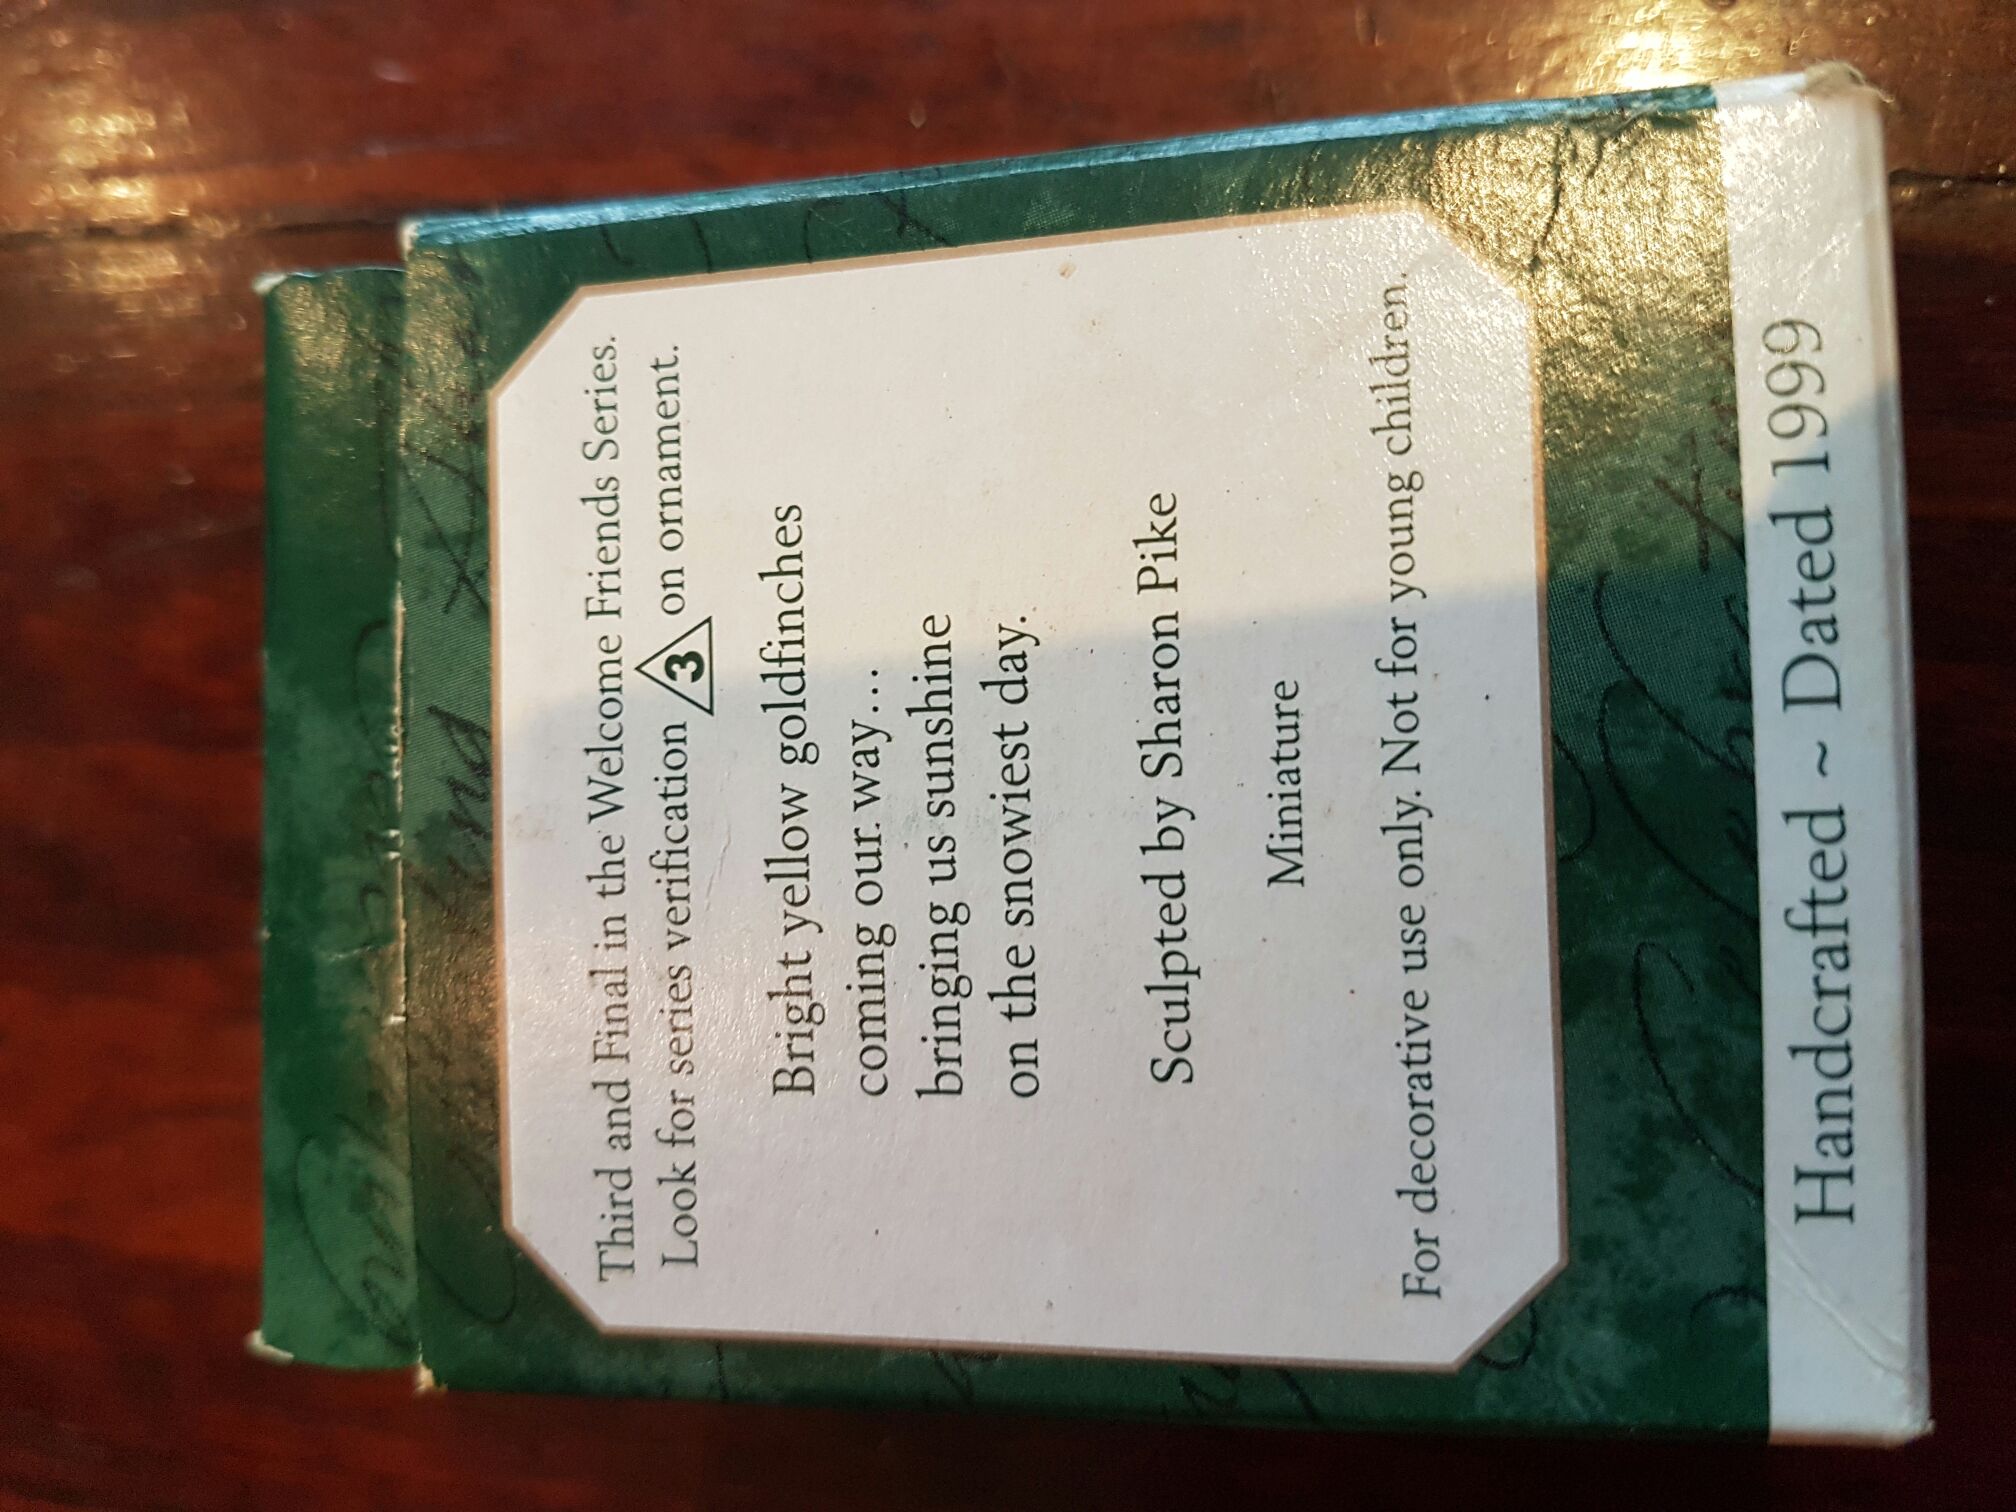 Third and Final in the Welcome Friends Series.
Look for series verification 3 on ornament.
Bright yellow goldfinches
coming our way...
bringing us sunshine
on the snowiest day.
Sculpted by Sharon Pike
Miniature
For decorative use only. Not for young children.
Handcrafted ~ Dated 1999